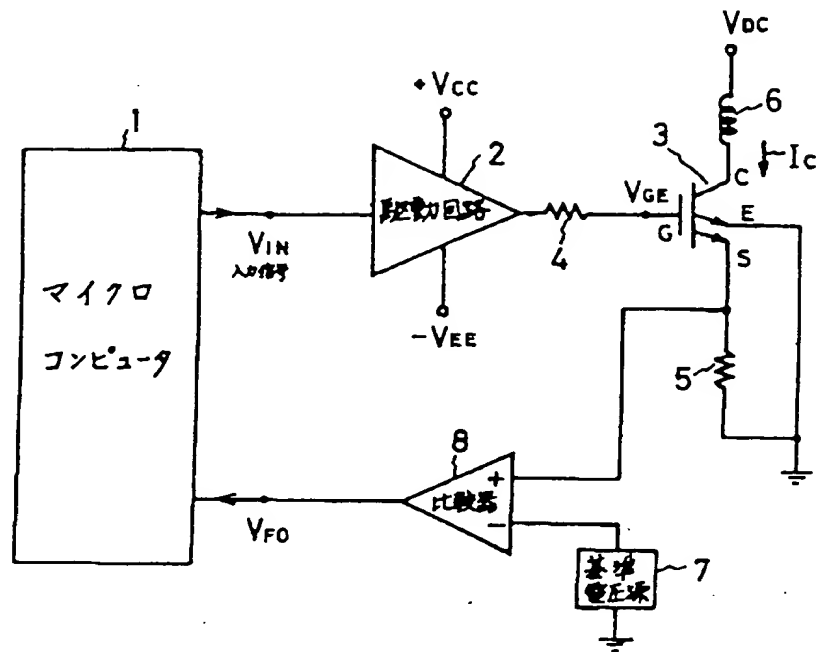 VDC
+VCC
6
1
3
IC
2
C
駆動回路
VGE
E
VIN
G
入力信号
4
S
マイクロ
コンピュータ
-VEE
5
8
+
比較器
-
VFO
基準
電圧源
7